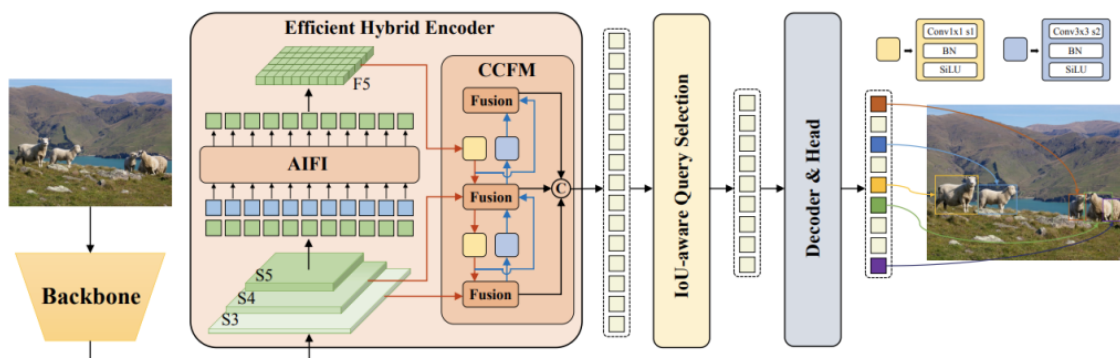 Efficient Hybrid Encoder
F5
CCFM
Fusion
AIFI
Fusion
C
S5
S4
S3
Fusion
Backbone
IoU-aware Query Selection
Decoder & Head
Conv1x1 s1
BN
SiLU
Conv3x3 s2
BN
SiLU